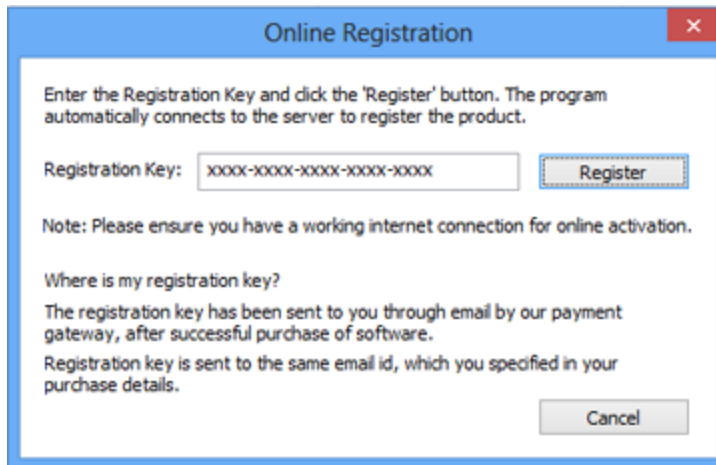 Online Registration
Enter the Registration Key and click the 'Register' button. The program
automatically connects to the server to register the product.
Registration Key: xxxx-xxxx-xxxx-xxxx-xxxx Register
Note: Please ensure you have a working internet connection for online activation.
Where is my registration key?
The registration key has been sent to you through email by our payment
gateway, after successful purchase of software.
Registration key is sent to the same email id, which you specified in your
purchase details.
Cancel